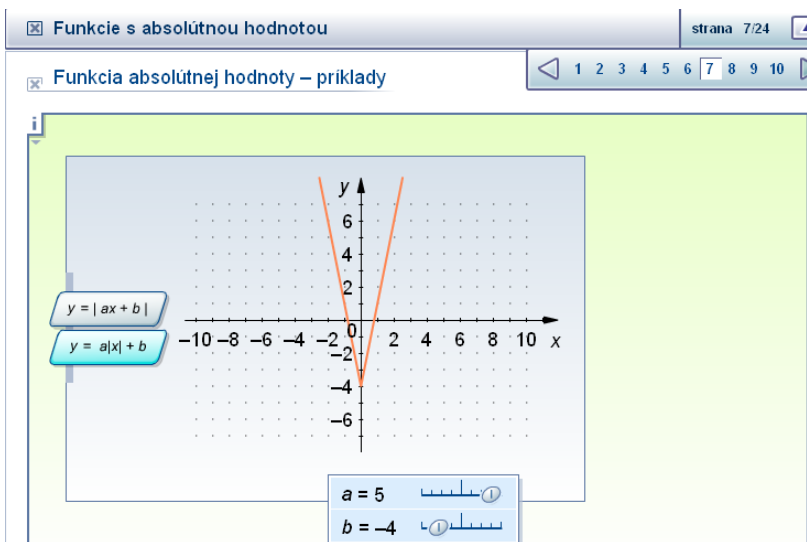 Funkcie s absolútnou hodnotou
strana 7/24
Funkcia absolútnej hodnoty – príklady
1 2 3 4 5 6 7 8 9 10
i
y
6
4
2
y = | ax + b |
y = a|x| + b
–10 –8 –6 –4 –2 0 2 4 6 8 10 x
–2
–4
–6
a = 5
b = –4